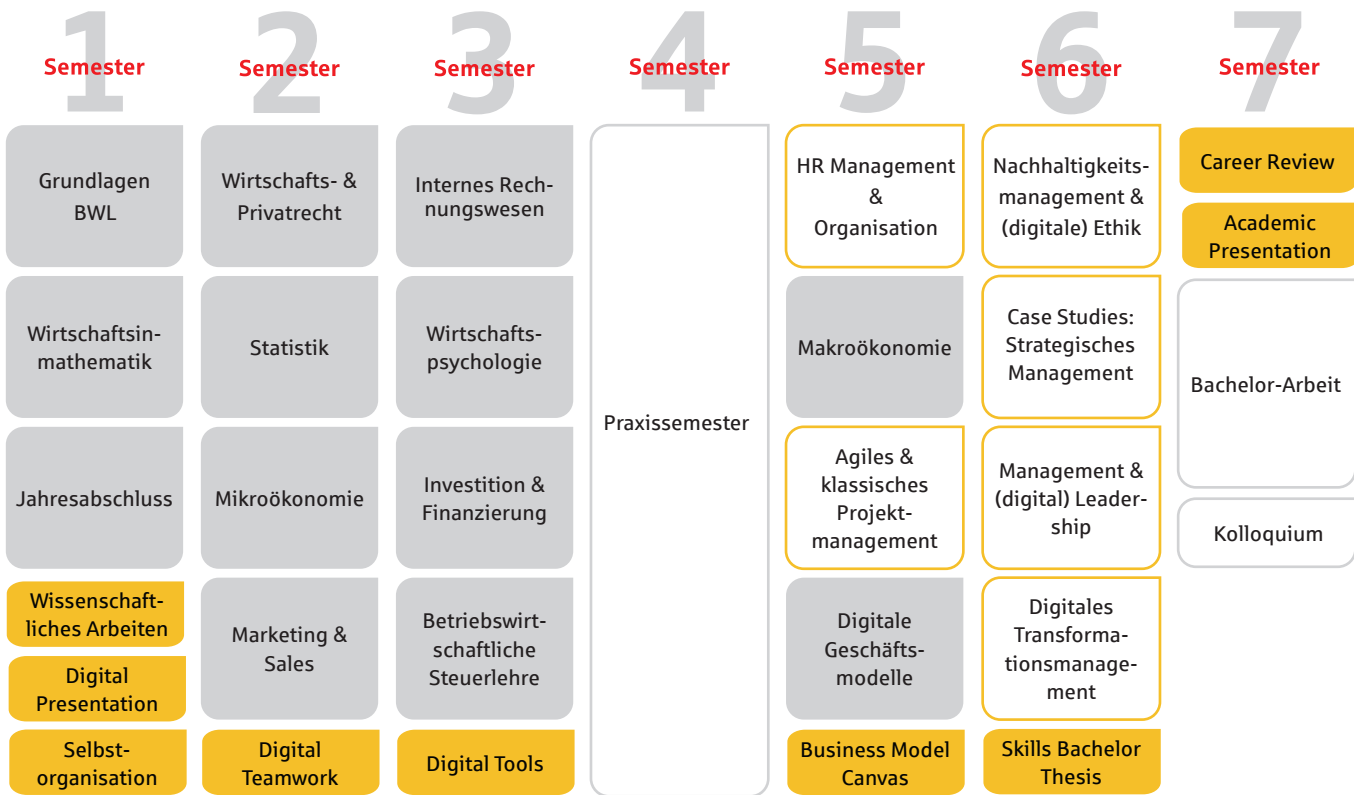 1
Semester
2
Semester
3
Semester
4
Semester
5
Semester
6
Semester
7
Semester
Grundlagen
BWL
Wirtschaftsin-
mathematik
Jahresabschluss
Wissenschaft-
liches Arbeiten
Digital
Presentation
Selbst-
organisation
Wirtschafts- &
Privatrecht
Statistik
Mikroökonomie
Marketing &
Sales
Digital
Teamwork
Internes Rech-
nungswesen
Wirtschafts-
psychologie
Investition &
Finanzierung
Betriebswirt-
schaftliche
Steuerlehre
Digital Tools
Praxissemester
HR Management
&
Organisation
Makroökonomie
Agiles &
klassisches
Projekt-
management
Digitale
Geschäfts-
modelle
Business Model
Canvas
Nachhaltigkeits-
management &
(digitale) Ethik
Case Studies:
Strategisches
Management
Management &
(digital) Leader-
ship
Digitales
Transforma-
tionsmanage-
ment
Skills Bachelor
Thesis
Career Review
Academic
Presentation
Bachelor-Arbeit
Kolloquium